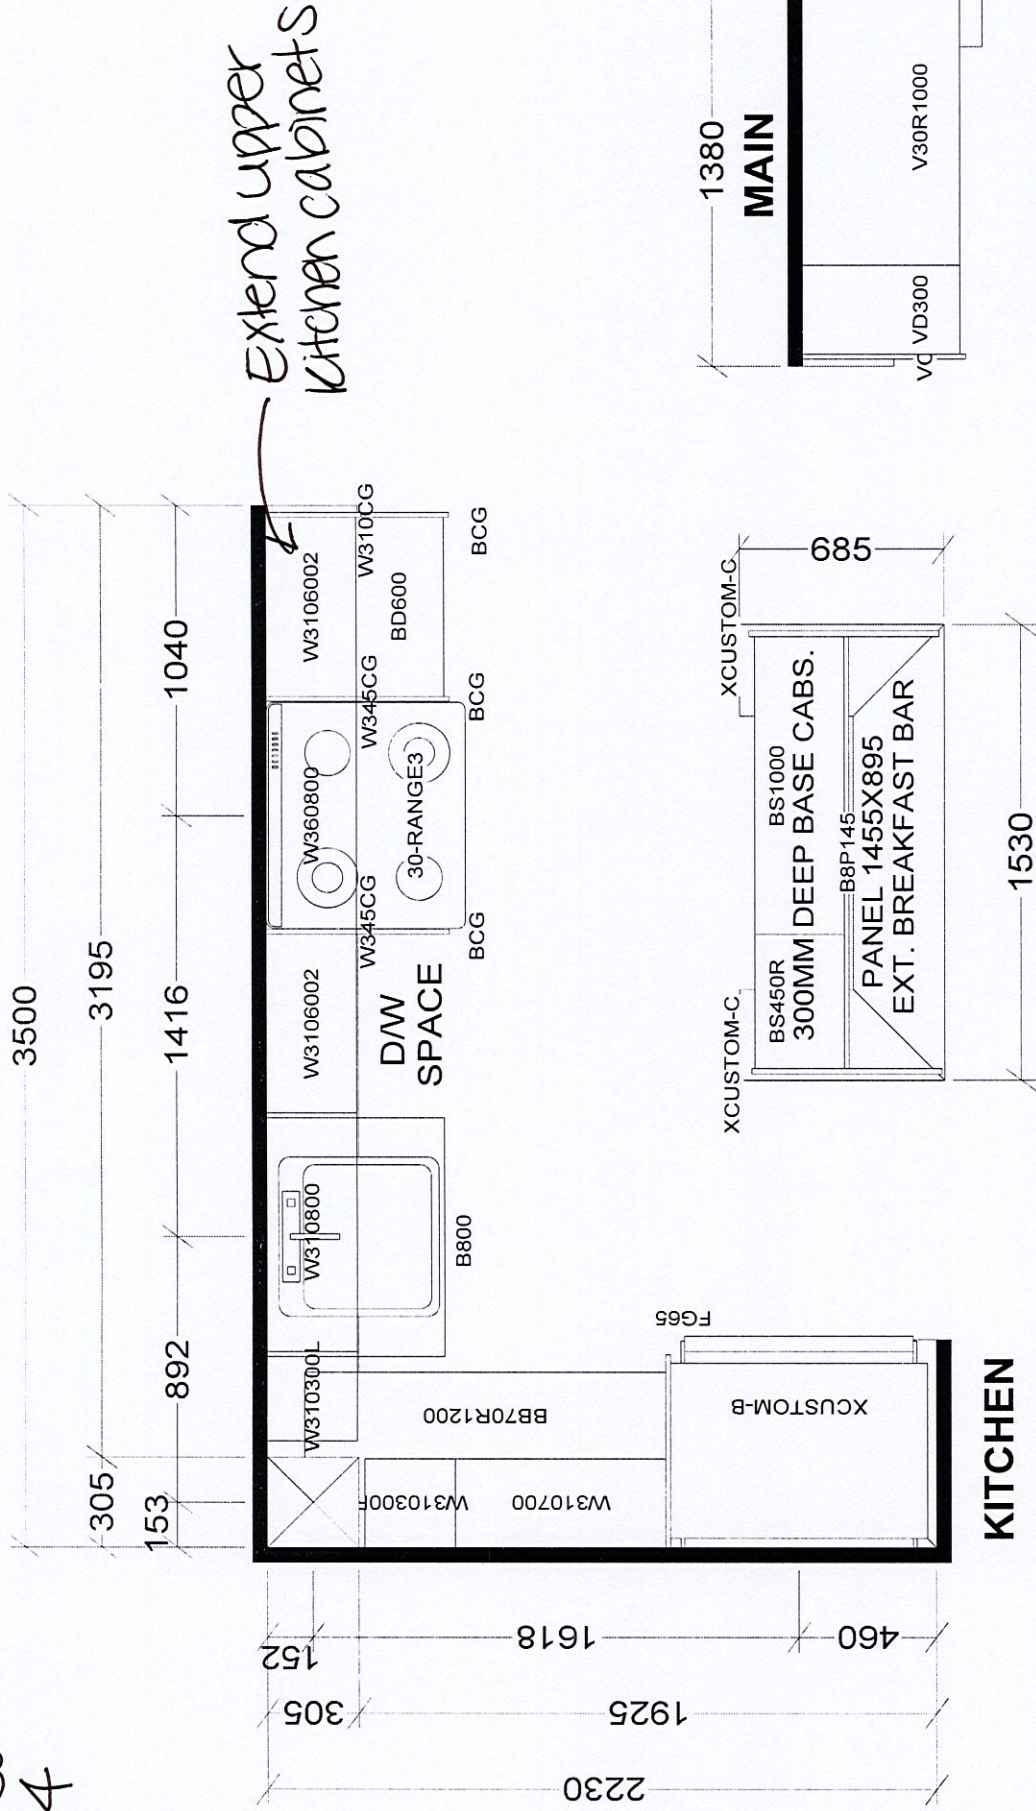 Extend upper
Kitchen cabinets
4
3500
3195
305
1040
1416
892
153
W3106002
W310CG
BD600
BCG
W345CG
BCG
W360800
30-RANGE3
W345CG
BCG
W3106002
D/W
SPACE
W310800
B800
W310300L
BB70R1200
W310700
FG65
XCUSTOM-B
KITCHEN
152
1618
460
305
1925
2230
XCUSTOM-C
XCUSTOM-C
685
BS450R
BS1000
300MM DEEP BASE CABS.
B8P145
PANEL 1455X895
EXT. BREAKFAST BAR
1530
1380
MAIN
V30R1000
VD300